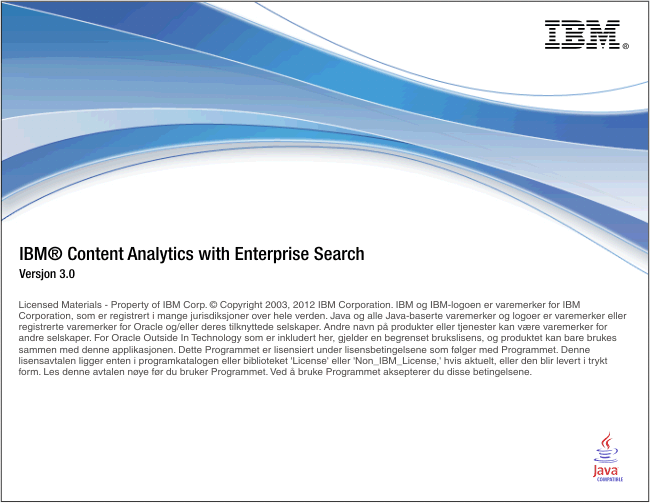 IBM®
IBM® Content Analytics with Enterprise Search
Versjon 3.0
Licensed Materials - Property of IBM Corp. © Copyright 2003, 2012 IBM Corporation. IBM og IBM-logoen er varemerker for IBM
Corporation, som er registrert i mange jurisdiksjoner over hele verden. Java og alle Java-baserte varemerker og logoer er varemerker eller
registrerte varemerker for Oracle og/eller deres tilknyttede selskaper. Andre navn på produkter eller tjenester kan være varemerker for
andre selskaper. For Oracle Outside In Technology som er inkludert her, gjelder en begrenset brukslisens, og produktet kan bare brukes
sammen med denne applikasjonen. Dette Programmet er lisensiert under lisensbetingelsene som følger med Programmet. Denne
lisensavtalen ligger enten i programkatalogen eller biblioteket 'License' eller 'Non_IBM_License,' hvis aktuelt, eller den blir levert i trykt
form. Les denne avtalen nøye før du bruker Programmet. Ved å bruke Programmet aksepterer du disse betingelsene.
Java
COMPATIBLE